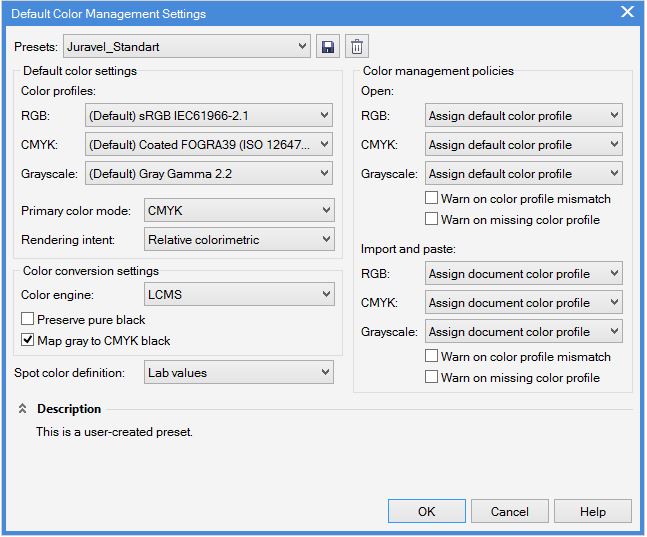 Default Color Management Settings
Presets: Juravel_Standart
Default color settings
Color profiles:
RGB: (Default) sRGB IEC61966-2.1
CMYK: (Default) Coated FOGRA39 (ISO 12647...
Grayscale: (Default) Gray Gamma 2.2
Primary color mode: CMYK
Rendering intent: Relative colorimetric
Color conversion settings
Color engine: LCMS
Preserve pure black
Map gray to CMYK black
Spot color definition: Lab values
Color management policies
Open:
RGB: Assign default color profile
CMYK: Assign default color profile
Grayscale: Assign default color profile
Warn on color profile mismatch
Warn on missing color profile
Import and paste:
RGB: Assign document color profile
CMYK: Assign document color profile
Grayscale: Assign document color profile
Warn on color profile mismatch
Warn on missing color profile
Description
This is a user-created preset.
OK Cancel Help